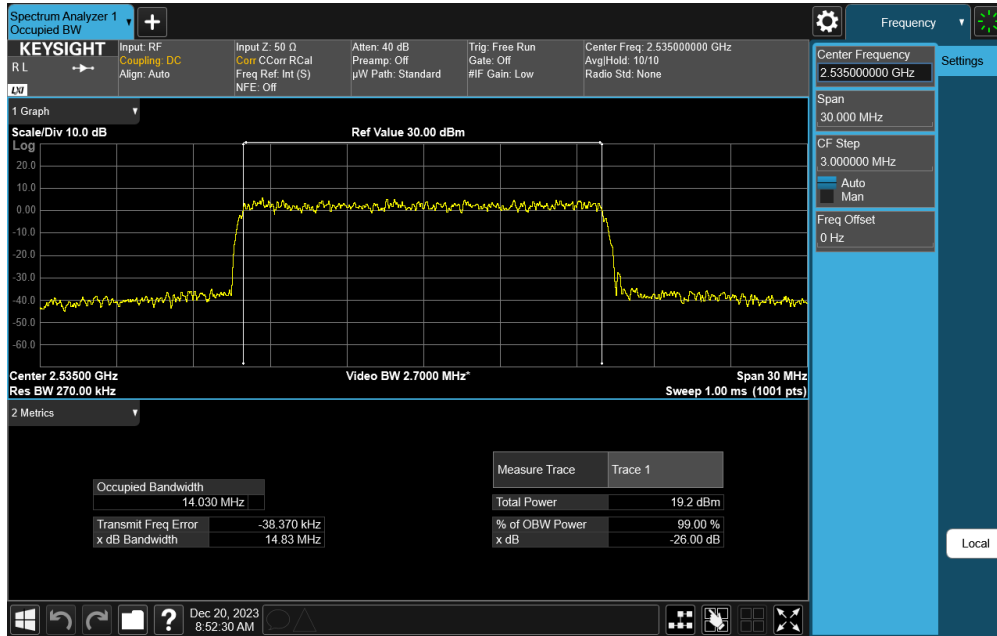 Spectrum Analyzer 1
Occupied BW
Frequency
KEYSIGHT
RL
LXI
Input: RF
Coupling: DC
Align: Auto
Input Z: 50 Ω
Corr CCorr RCal
Freq Ref: Int (S)
NFE: Off
Atten: 40 dB
Preamp: Off
µW Path: Standard
Trig: Free Run
Gate: Off
#IF Gain: Low
Center Freq: 2.535000000 GHz
Avg|Hold: 10/10
Radio Std: None
Center Frequency
2.535000000 GHz
Settings
Span
30.000 MHz
CF Step
3.000000 MHz
Auto
Man
Freq Offset
0 Hz
Local
1 Graph
Scale/Div 10.0 dB
Ref Value 30.00 dBm
Log
20.0
10.0
0.00
-10.0
-20.0
-30.0
-40.0
-50.0
-60.0
Center 2.53500 GHz
Video BW 2.7000 MHz*
Span 30 MHz
Res BW 270.00 kHz
Sweep 1.00 ms (1001 pts)
2 Metrics
Occupied Bandwidth
14.030 MHz
Transmit Freq Error -38.370 kHz
x dB Bandwidth 14.83 MHz
Measure Trace Trace 1
Total Power 19.2 dBm
% of OBW Power 99.00 %
x dB -26.00 dB
?
Dec 20, 2023
8:52:30 AM